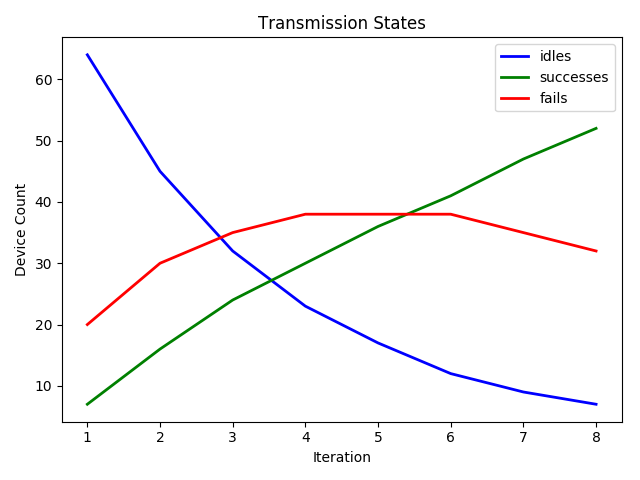 Transmission States
idles
successes
fails
60
50
40
30
20
10
Device Count
1 2 3 4 5 6 7 8
Iteration